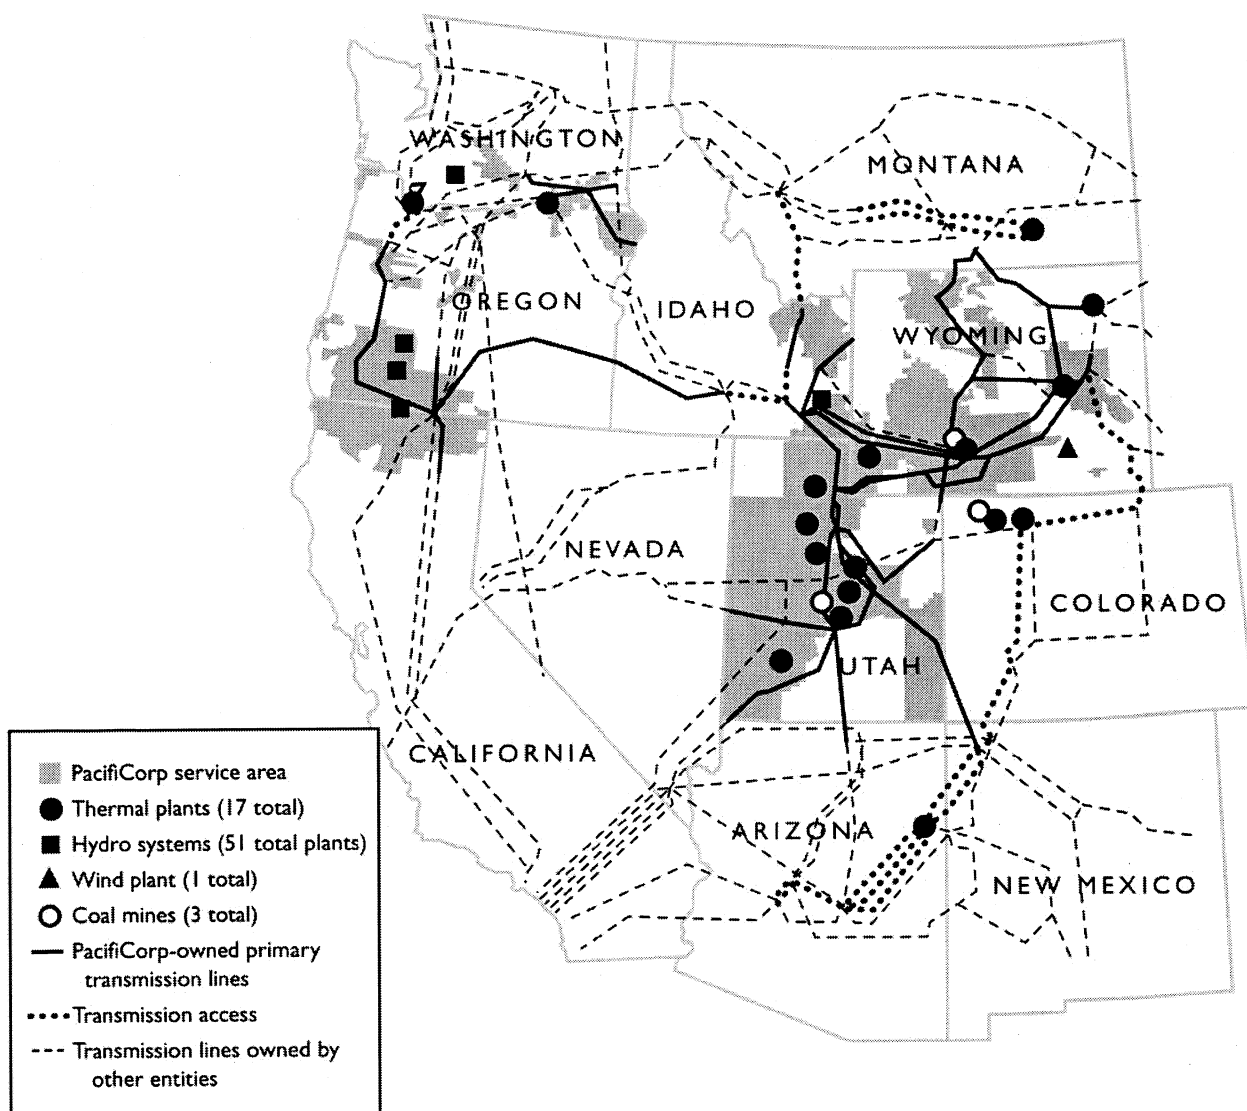 WASHINGTON
MONTANA
OREGON
IDAHO
WYOMING
NEVADA
COLORADO
UTAH
CALIFORNIA
ARIZONA
NEW MEXICO
PacifiCorp service area
Thermal plants (17 total)
Hydro systems (51 total plants)
Wind plant (1 total)
Coal mines (3 total)
PacifiCorp-owned primary
transmission lines
Transmission access
Transmission lines owned by
other entities